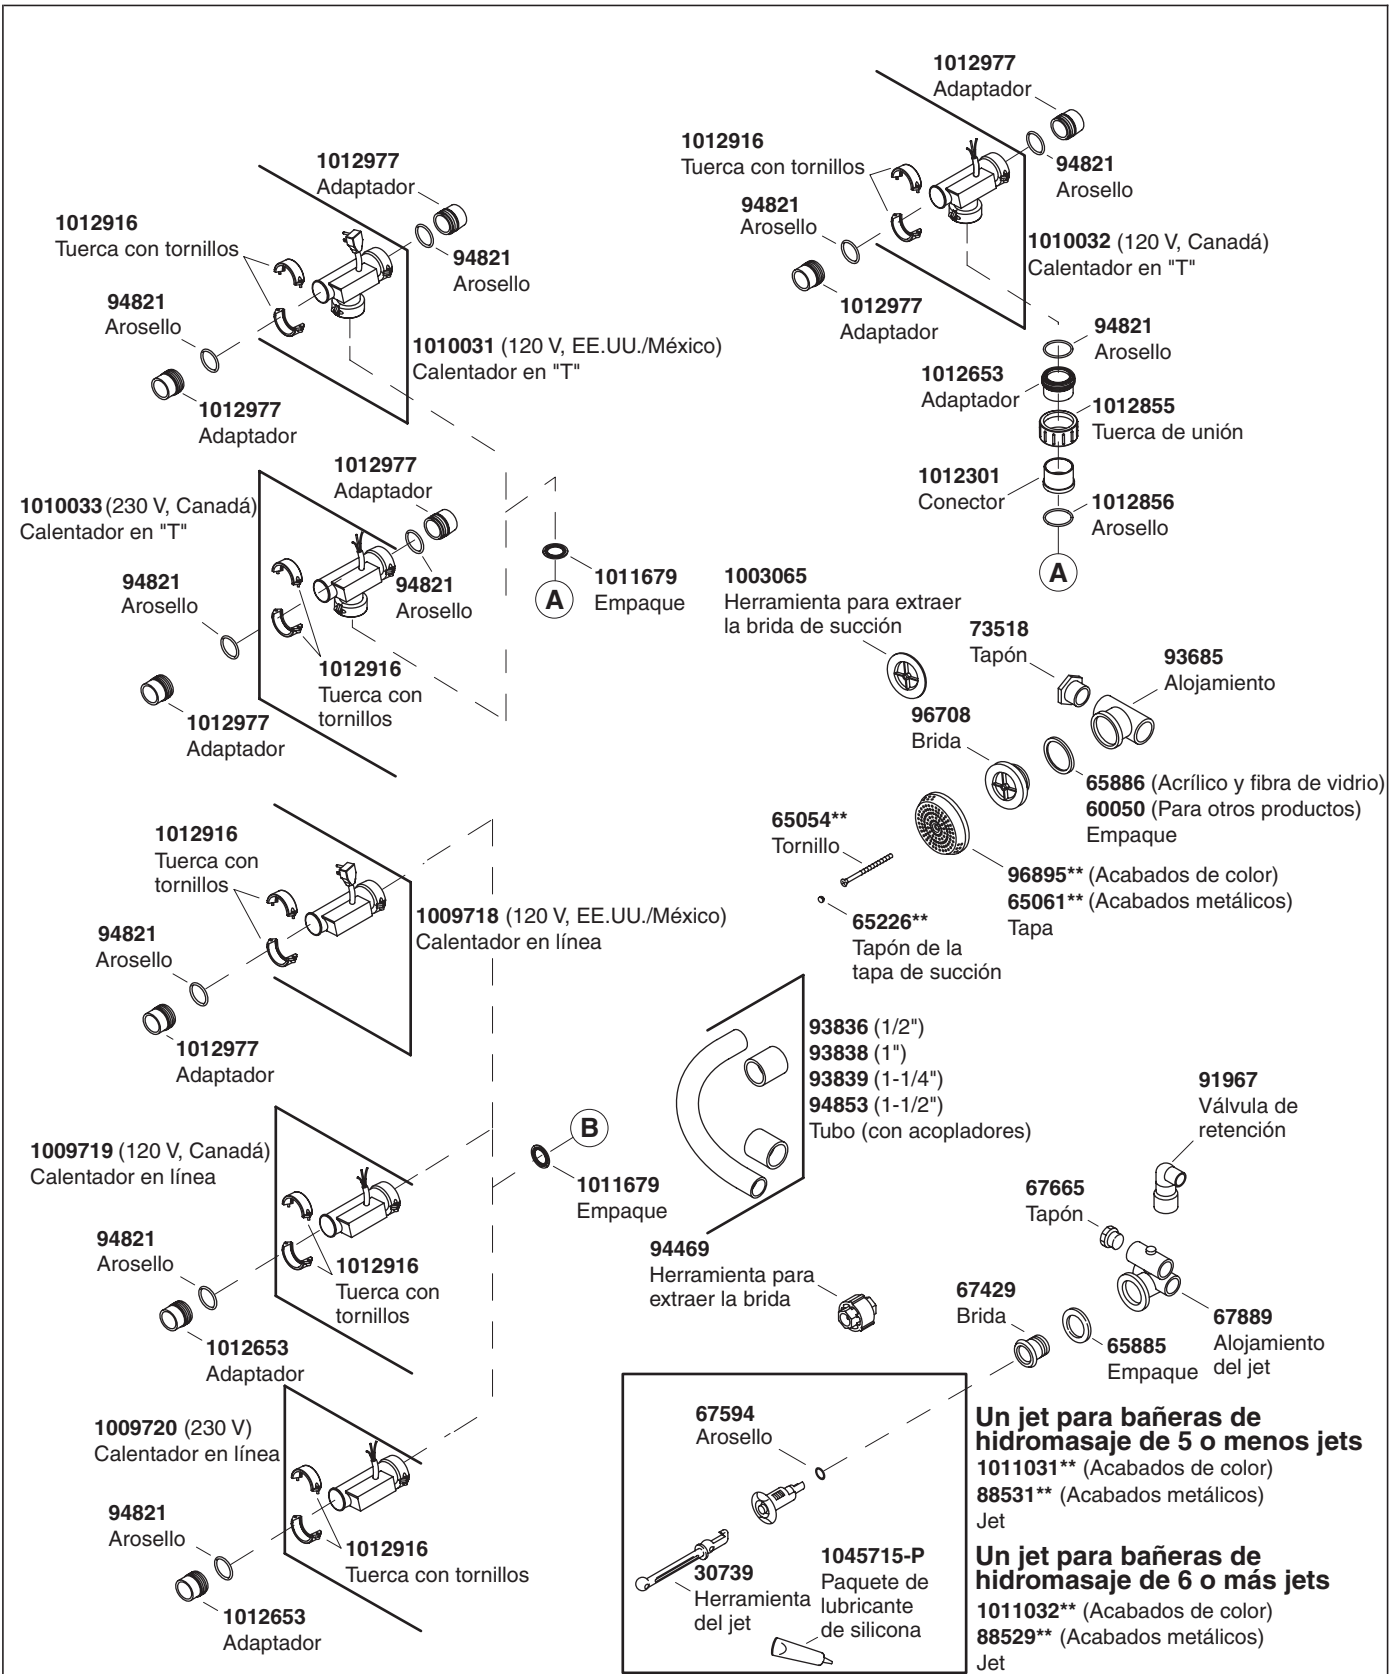 1012977
Adaptador
1012916
Tuerca con tornillos
94821
Arosello
94821
Arosello
1012977
Adaptador
1010031 (120 V, EE.UU./México)
Calentador en "T"
1012977
Adaptador
1012916
Tuerca con tornillos
94821
Arosello
94821
Arosello
1010032 (120 V, Canadá)
Calentador en "T"
1012977
Adaptador
94821
Arosello
1012653
Adaptador
1012855
Tuerca de unión
1012301
Conector
1012856
Arosello
A
1012977
Adaptador
1010033 (230 V, Canadá)
Calentador en "T"
94821
Arosello
94821
Arosello
1012916
Tuerca con
tornillos
1012977
Adaptador
1011679
Empaque
A
1003065
Herramienta para extraer
la brida de succión
73518
Tapón
93685
Alojamiento
96708
Brida
65886 (Acrílico y fibra de vidrio)
60050 (Para otros productos)
Empaque
65054**
Tornillo
96895** (Acabados de color)
65061** (Acabados metálicos)
Tapa
65226**
Tapón de la
tapa de succión
1012916
Tuerca con
tornillos
1009718 (120 V, EE.UU./México)
Calentador en línea
94821
Arosello
1012977
Adaptador
93836 (1/2")
93838 (1")
93839 (1-1/4")
94853 (1-1/2")
Tubo (con acopladores)
1009719 (120 V, Canadá)
Calentador en línea
B
1011679
Empaque
94821
Arosello
1012916
Tuerca con
tornillos
1012653
Adaptador
94469
Herramienta para
extraer la brida
91967
Válvula de
retención
67665
Tapón
67429
Brida
65885
Empaque
67889
Alojamiento
del jet
1009720 (230 V)
Calentador en línea
94821
Arosello
1012916
Tuerca con tornillos
1012653
Adaptador
67594
Arosello
30739
Herramienta
del jet
1045715-P
Paquete de
lubricante
de silicona
Un jet para bañeras de
hidromasaje de 5 o menos jets
1011031** (Acabados de color)
88531** (Acabados metálicos)
Jet
Un jet para bañeras de
hidromasaje de 6 o más jets
1011032** (Acabados de color)
88529** (Acabados metálicos)
Jet